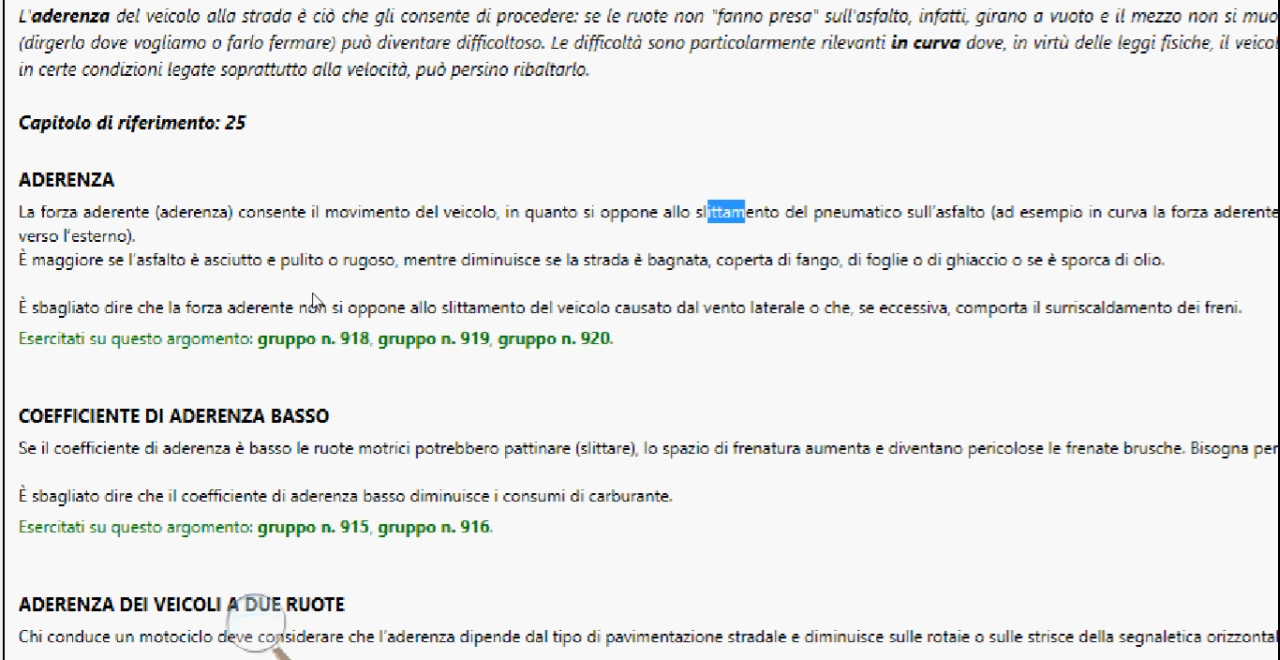 L'aderenza del veicolo alla strada è ciò che gli consente di procedere: se le ruote non "fanno presa" sull'asfalto, infatti, girano a vuoto e il mezzo non si muo
(dirgerlo dove vogliamo o farlo fermare) può diventare difficoltoso. Le difficoltà sono particolarmente rilevanti in curva dove, in virtù delle leggi fisiche, il veicol
in certe condizioni legate soprattutto alla velocità, può persino ribaltarlo.
Capitolo di riferimento: 25
ADERENZA
La forza aderente (aderenza) consente il movimento del veicolo, in quanto si oppone allo slittamento del pneumatico sull'asfalto (ad esempio in curva la forza aderente
verso l'esterno).
È maggiore se l'asfalto è asciutto e pulito o rugoso, mentre diminuisce se la strada è bagnata, coperta di fango, di foglie o di ghiaccio o se è sporca di olio.
È sbagliato dire che la forza aderente non si oppone allo slittamento del veicolo causato dal vento laterale o che, se eccessiva, comporta il surriscaldamento dei freni.
Esercitati su questo argomento: gruppo n. 918, gruppo n. 919, gruppo n. 920.
COEFFICIENTE DI ADERENZA BASSO
Se il coefficiente di aderenza è basso le ruote motrici potrebbero pattinare (slittare), lo spazio di frenatura aumenta e diventano pericolose le frenate brusche. Bisogna per
È sbagliato dire che il coefficiente di aderenza basso diminuisce i consumi di carburante.
Esercitati su questo argomento: gruppo n. 915, gruppo n. 916.
ADERENZA DEI VEICOLI A DUE RUOTE
Chi conduce un motociclo deve considerare che l'aderenza dipende dal tipo di pavimentazione stradale e diminuisce sulle rotaie o sulle strisce della segnaletica orizzontal